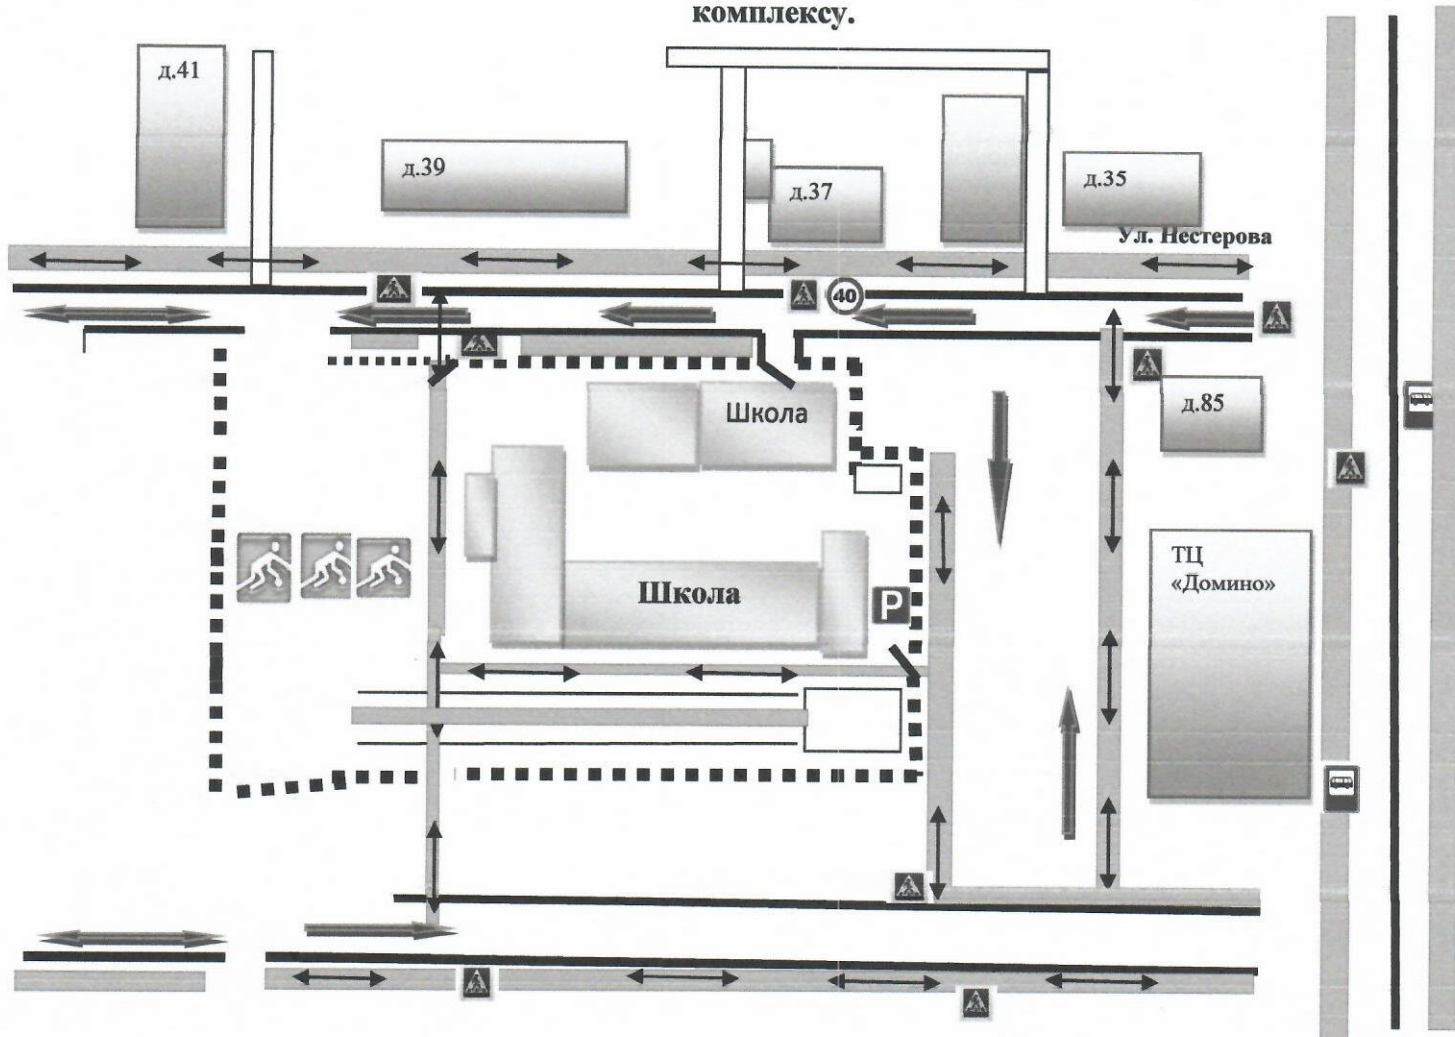 комплексу.
д.41
д.39
д.37
д.35
Ул. Нестерова
40
Школа
д.85
ТЦ
«Домино»
Школа
P